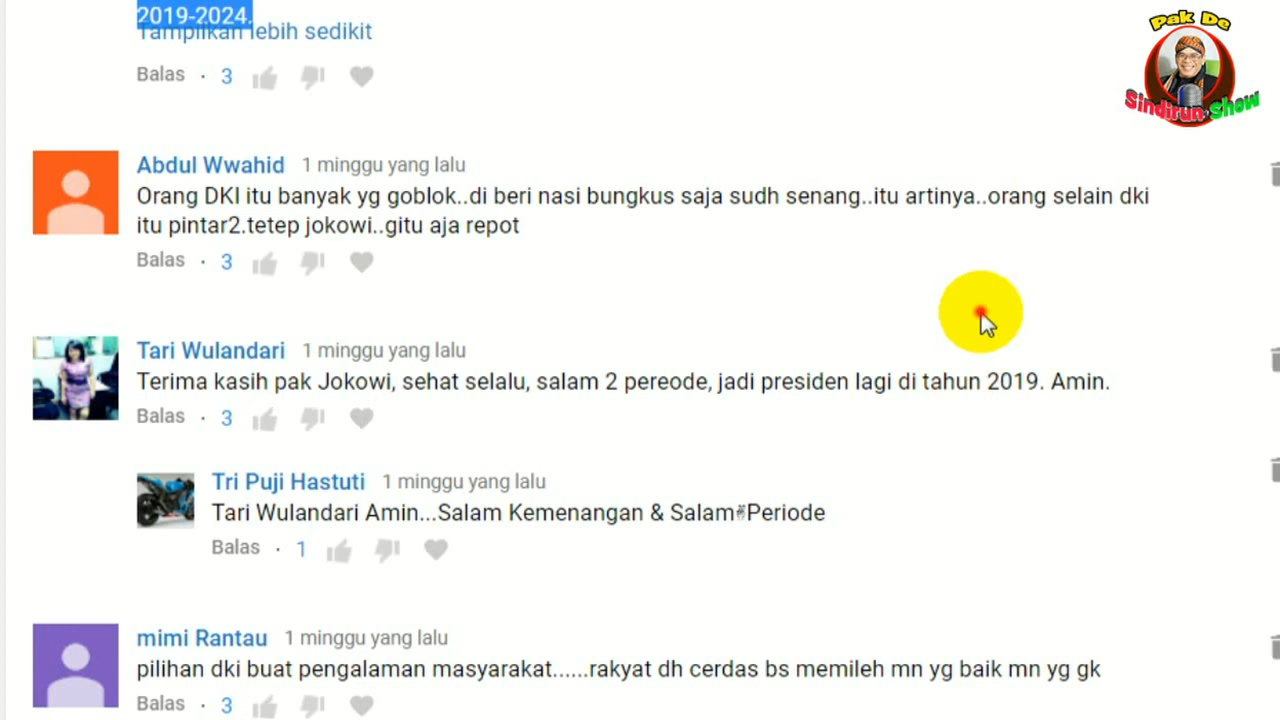 2019-2024.
Tampilkan lebih sedikit
Balas · 3
Pak De
Sindirun Show
Abdul Wwahid 1 minggu yang lalu
Orang DKI itu banyak yg goblok..di beri nasi bungkus saja sudh senang..itu artinya..orang selain dki
itu pintar2.tetep jokowi..gitu aja repot
Balas · 3
Tari Wulandari 1 minggu yang lalu
Terima kasih pak Jokowi, sehat selalu, salam 2 pereode, jadi presiden lagi di tahun 2019. Amin.
Balas · 3
Tri Puji Hastuti 1 minggu yang lalu
Tari Wulandari Amin...Salam Kemenangan & Salam✌Periode
Balas · 1
mimi Rantau 1 minggu yang lalu
pilihan dki buat pengalaman masyarakat......rakyat dh cerdas bs memileh mn yg baik mn yg gk
Balas · 3